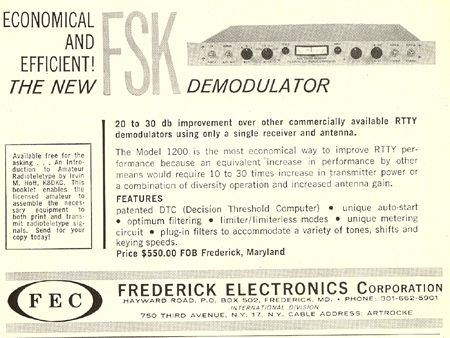 ECONOMICAL
AND
EFFICIENT!
THE NEW FSK DEMODULATOR
20 to 30 db improvement over other commercially available RTTY
demodulators using only a single receiver and antenna.
The Model 1200 is the most economical way to improve RTTY per-
formance because an equivalent increase in performance by other
means would require 10 to 30 times increase in transmitter power or
a combination of diversity operation and increased antenna gain.
FEATURES
patented DTC (Decision Threshold Computer) • unique auto-start
• optimum filtering • limiter/limiterless modes • unique metering
circuit • plug-in filters to accommodate a variety of tones, shifts and
keying speeds.
Price $550.00 FOB Frederick, Maryland
Available free for the
asking . . . An Intro-
duction to Amateur
Radioteletype by Irvin
M. Hoff, K8DKC. This
booklet enables the
licensed amateur to
assemble the neces-
sary equipment to
both print and trans-
mit radioteletype sig-
nals. Send for your
copy today!
FEC
FREDERICK ELECTRONICS CORPORATION
HAYWARD ROAD, P.O. BOX 502, FREDERICK, MD. • PHONE: 301-662-5901
INTERNATIONAL DIVISION
750 THIRD AVENUE, N.Y. 17, N.Y. CABLE ADDRESS: ARTROCKE